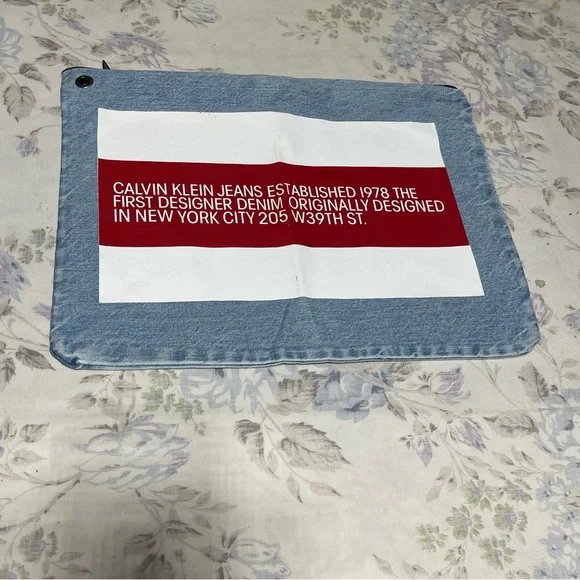 CALVIN KLEIN JEANS ESTABLISHED 1978 THE
FIRST DESIGNER DENIM, ORIGINALLY DESIGNED
IN NEW YORK CITY 205 W39TH ST.